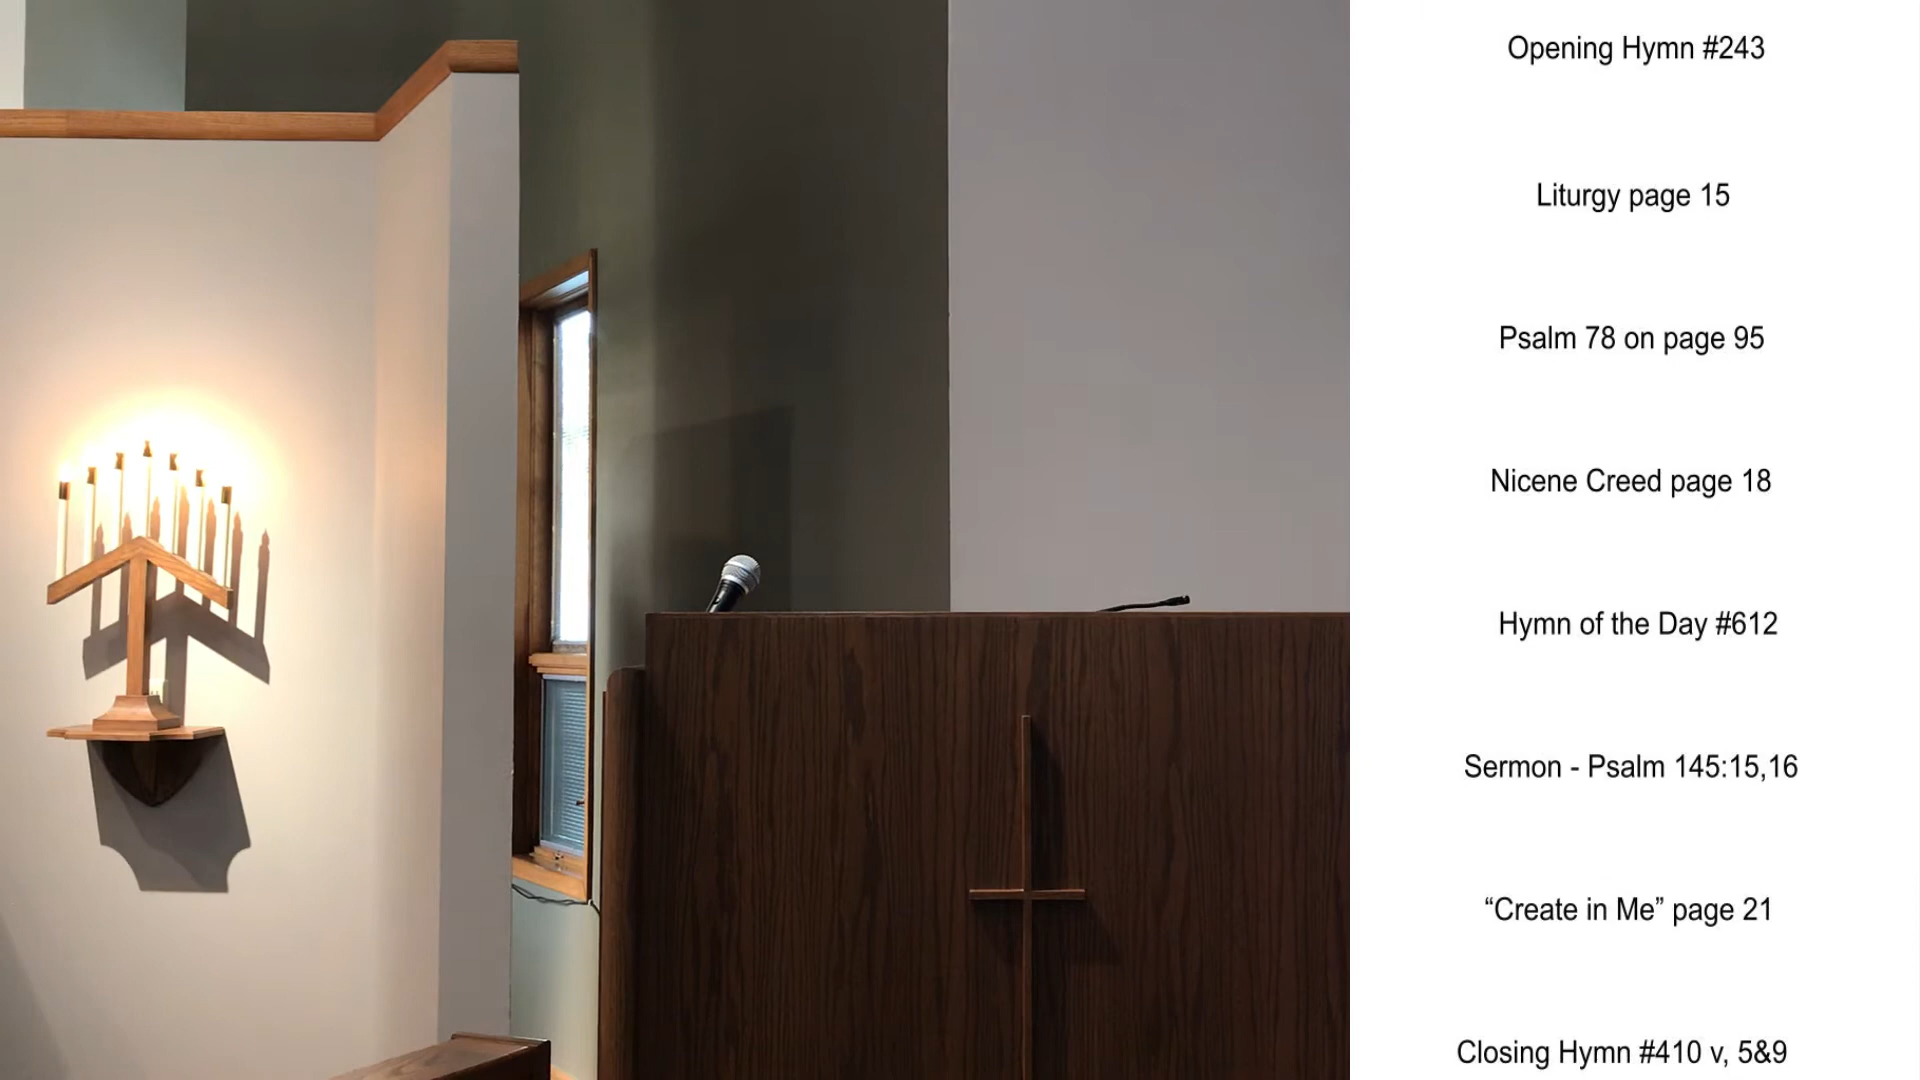 Opening Hymn #243
Liturgy page 15
Psalm 78 on page 95
Nicene Creed page 18
Hymn of the Day #612
Sermon - Psalm 145:15,16
“Create in Me” page 21
Closing Hymn #410 v, 5&9